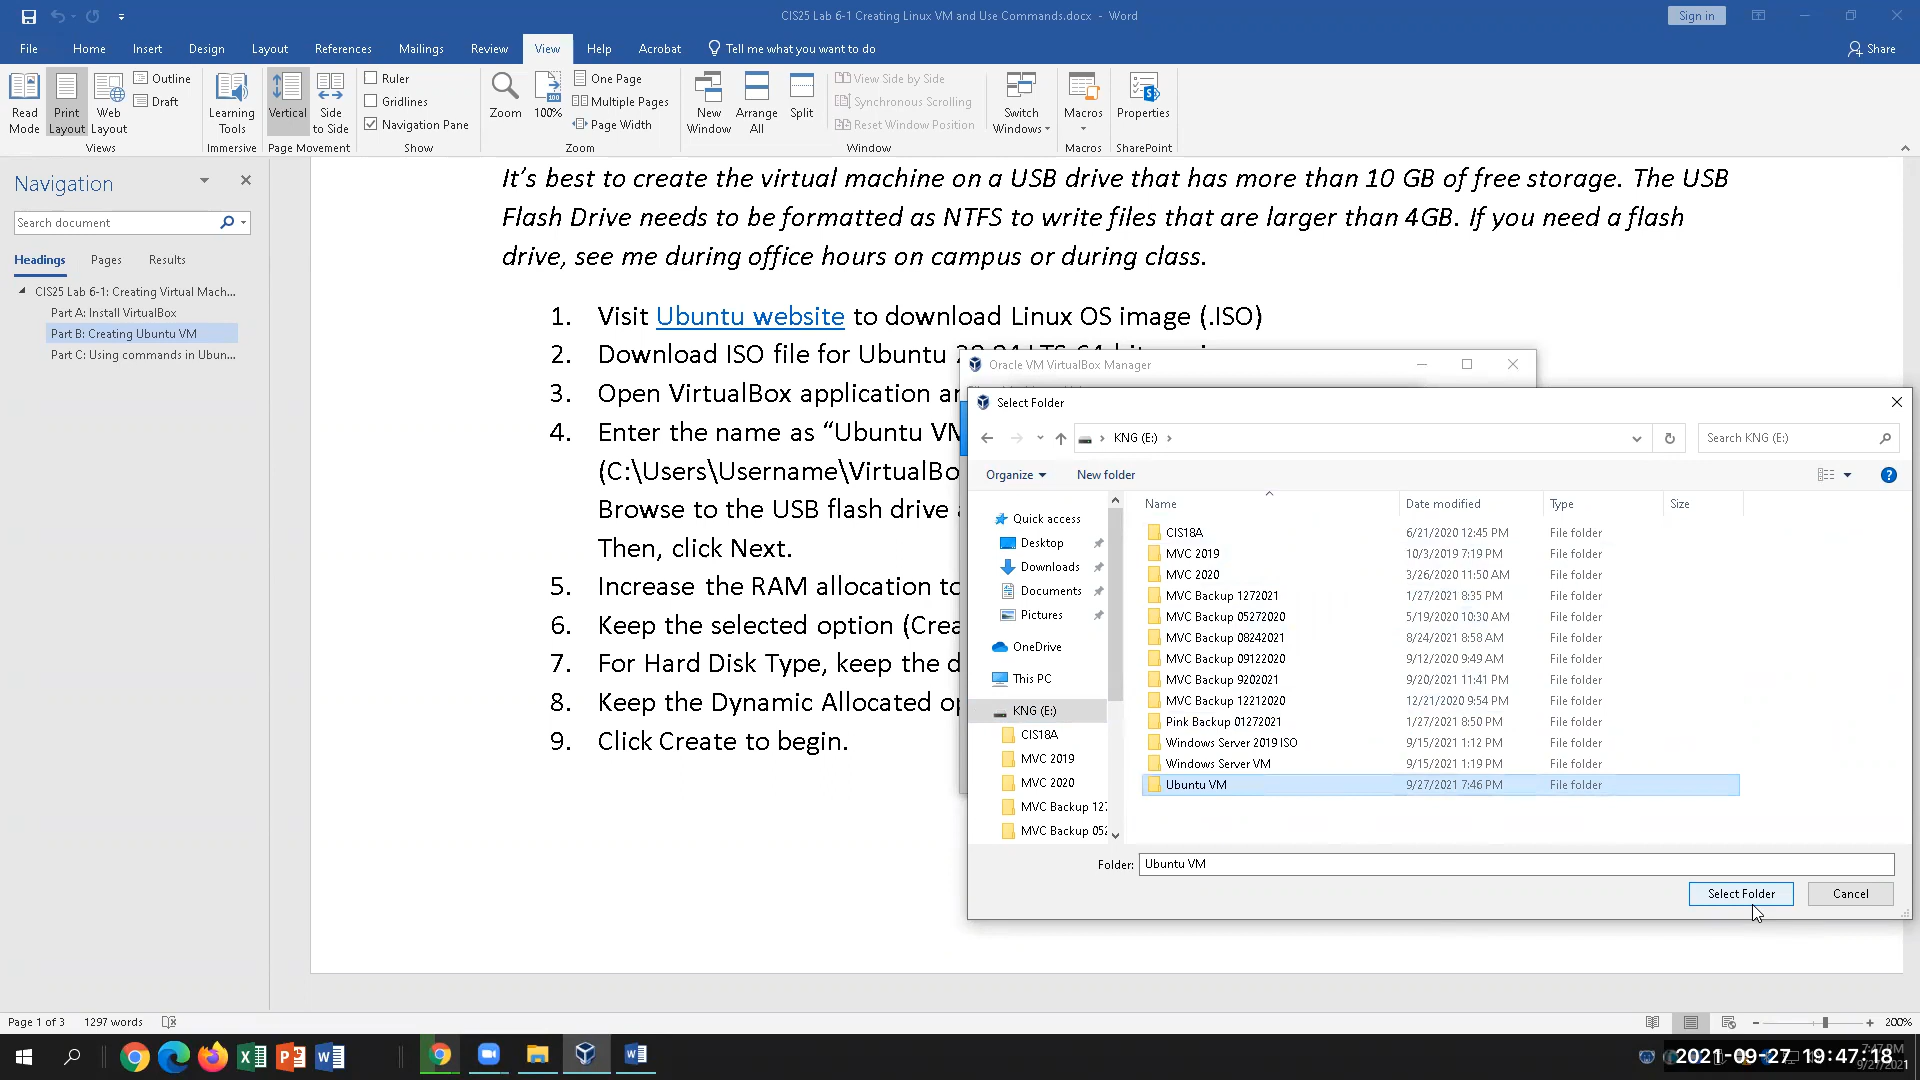 CIS25 Lab 6-1 Creating Linux VM and Use Commands.docx - Word
Sign in
File Home Insert Design Layout References Mailings Review View Help Acrobat Tell me what you want to do Share
Read Mode
Print Layout
Web Layout
Outline
Draft
Views
Learning Tools
Immersive
Vertical
Side to Side
Page Movement
Ruler
Gridlines
Navigation Pane
Show
Zoom
100%
One Page
Multiple Pages
Page Width
Zoom
New Window
Arrange All
Split
View Side by Side
Synchronous Scrolling
Reset Window Position
Window
Switch Windows
Macros
Macros
Properties
SharePoint
Navigation
Search document
Headings Pages Results
CIS25 Lab 6-1: Creating Virtual Mach...
Part A: Install VirtualBox
Part B: Creating Ubuntu VM
Part C: Using commands in Ubun...
It's best to create the virtual machine on a USB drive that has more than 10 GB of free storage. The USB
Flash Drive needs to be formatted as NTFS to write files that are larger than 4GB. If you need a flash
drive, see me during office hours on campus or during class.
1. Visit Ubuntu website to download Linux OS image (.ISO)
2. Download ISO file for Ubuntu
3. Open VirtualBox application an
4. Enter the name as “Ubuntu VM
(C:\Users\Username\VirtualBo
Browse to the USB flash drive a
Then, click Next.
5. Increase the RAM allocation to
6. Keep the selected option (Crea
7. For Hard Disk Type, keep the d
8. Keep the Dynamic Allocated op
9. Click Create to begin.
Oracle VM VirtualBox Manager
Select Folder
KNG (E:)
Search KNG (E:)
Organize New folder
Quick access
Desktop
Downloads
Documents
Pictures
OneDrive
This PC
KNG (E:)
CIS18A
MVC 2019
MVC 2020
MVC Backup 127
MVC Backup 052
Name Date modified Type Size
CIS18A 6/21/2020 12:45 PM File folder
MVC 2019 10/3/2019 7:19 PM File folder
MVC 2020 3/26/2020 11:50 AM File folder
MVC Backup 1272021 1/27/2021 8:35 PM File folder
MVC Backup 05272020 5/19/2020 10:30 AM File folder
MVC Backup 08242021 8/24/2021 8:58 AM File folder
MVC Backup 09122020 9/12/2020 9:49 AM File folder
MVC Backup 9202021 9/20/2021 11:41 PM File folder
MVC Backup 12212020 12/21/2020 9:54 PM File folder
Pink Backup 01272021 1/27/2021 8:50 PM File folder
Windows Server 2019 ISO 9/15/2021 1:12 PM File folder
Windows Server VM 9/15/2021 1:19 PM File folder
Ubuntu VM 9/27/2021 7:46 PM File folder
Folder: Ubuntu VM
Select Folder Cancel
Page 1 of 3 1297 words
200%
7:47 PM
2021-09-27 19:47:18
9/27/2021